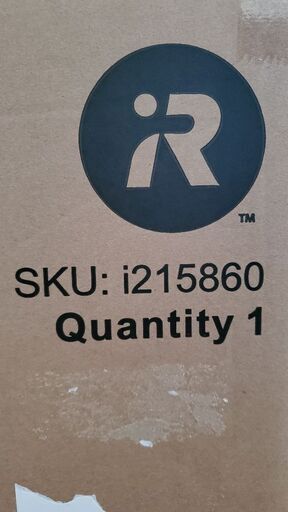 iR
TM
SKU: i215860
Quantity 1